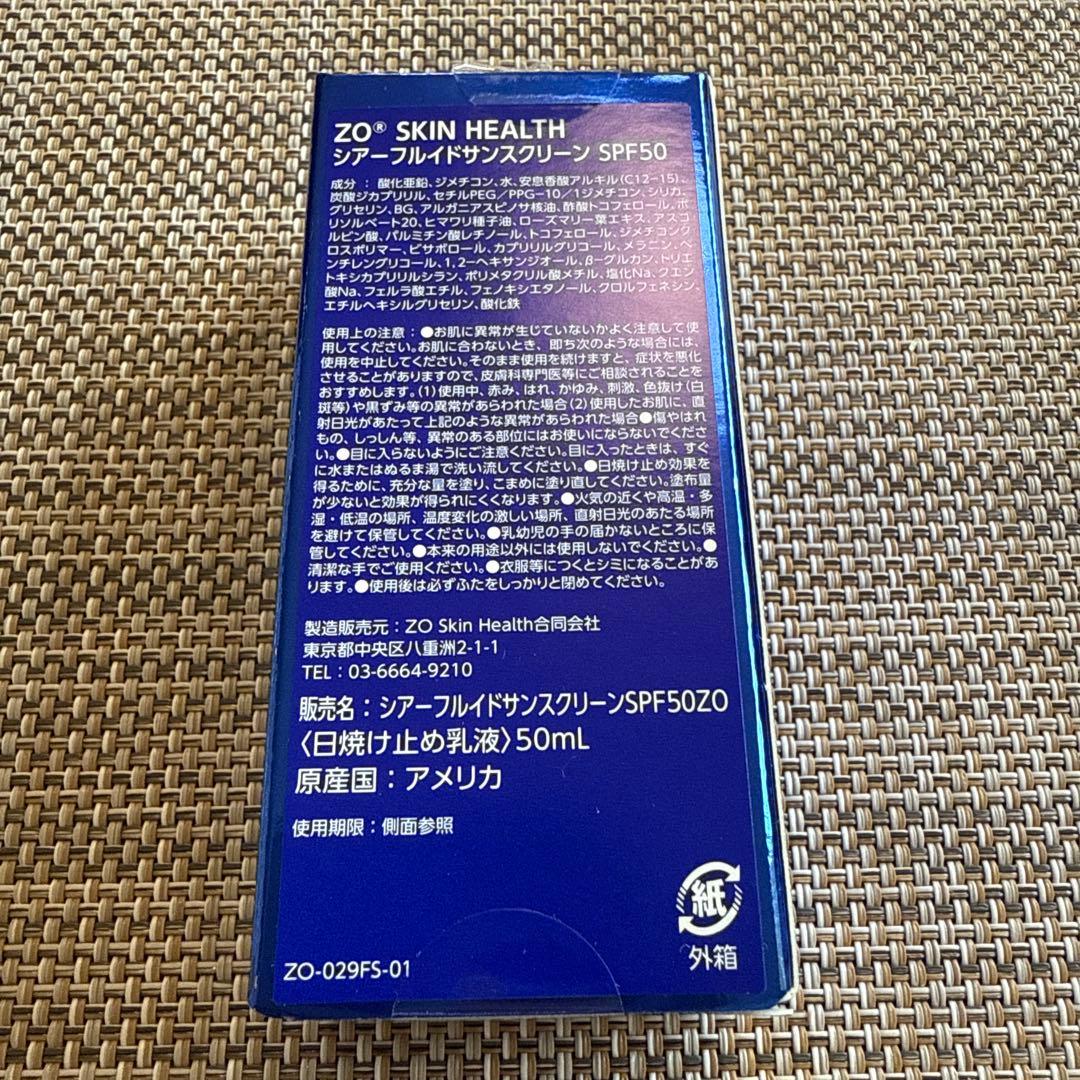 ZO® SKIN HEALTH
シアーフルイドサンスクリーン SPF50
成分 : 酸化亜鉛、ジメチコン、水、安息香酸アルキル(C12-15)、
炭酸ジカプリリル、セチルPEG/PPG-10/1ジメチコン、シリカ、
グリセリン、BG、アルガニアスピノサ核油、酢酸トコフェロール、ポ
リソルベート20、ヒマワリ種子油、ローズマリー葉エキス、アスコ
ルビン酸、パルミチン酸レチノール、トコフェロール、ジメチコンク
ロスポリマー、ビサボロール、カプリリルグリコール、メラニン、ペ
ンチレングリコール、1,2-ヘキサンジオール、β-グルカン、トリエ
トキシカプリリルシラン、ポリメタクリル酸メチル、塩化Na、クエン
酸Na、フェルラ酸エチル、フェノキシエタノール、クロルフェネシン、
エチルヘキシルグリセリン、酸化鉄
使用上の注意 : ●お肌に異常が生じていないかよく注意して使
用してください。お肌に合わないとき、即ち次のような場合には、
使用を中止してください。そのまま使用を続けますと、症状を悪化
させることがありますので、皮膚科専門医等にご相談されることを
おすすめします。(1)使用中、赤み、はれ、かゆみ、刺激、色抜け(白
斑等)や黒ずみ等の異常があらわれた場合(2)使用したお肌に、直
射日光があたって上記のような異常があらわれた場合●傷やはれ
もの、しっしん等、異常のある部位にはお使いにならないでくださ
い。●目に入らないようにご注意ください。目に入ったときは、すぐ
に水またはぬるま湯で洗い流してください。●日焼け止め効果を
得るために、充分な量を塗り、こまめに塗り直してください。塗布量
が少ないと効果が得られにくくなります。●火気の近くや高温・多
湿・低温の場所、温度変化の激しい場所、直射日光のあたる場所
を避けて保管してください。●乳幼児の手の届かないところに保
管してください。●本来の用途以外には使用しないでください。●
清潔な手でご使用ください。●衣服等につくとシミになることがあ
ります。●使用後は必ずふたをしっかりと閉めてください。
製造販売元 : ZO Skin Health合同会社
東京都中央区八重洲2-1-1
TEL : 03-6664-9210
販売名 : シアーフルイドサンスクリーンSPF50ZO
〈日焼け止め乳液〉50mL
原産国 : アメリカ
使用期限 : 側面参照
紙
外箱
ZO-029FS-01